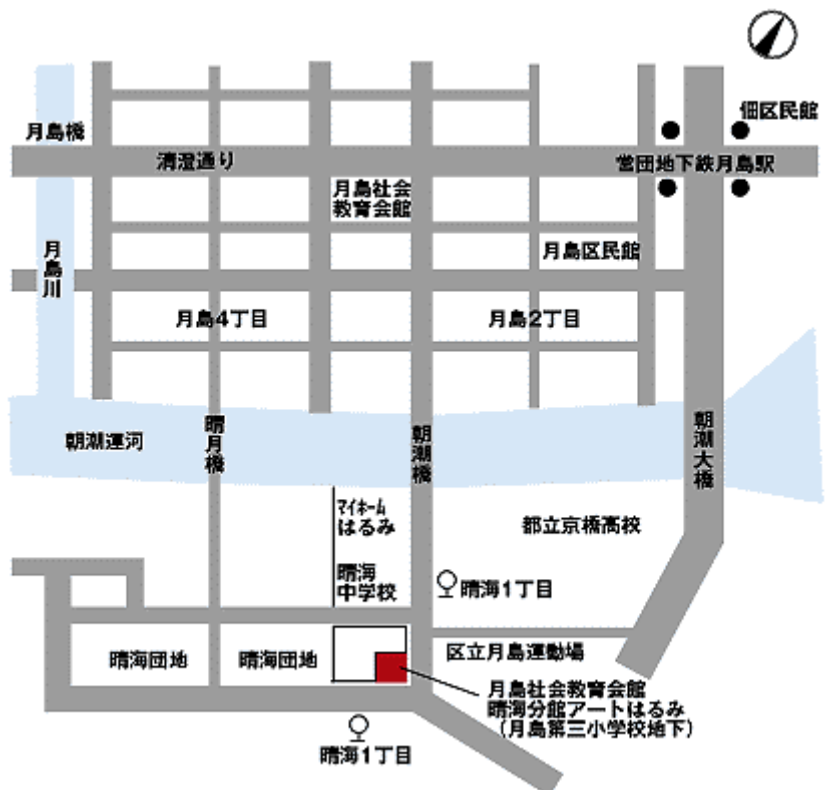 佃区民館
月島橋
清澄通り
営団地下鉄月島駅
月島社会
教育会館
月島区民館
月島川
月島4丁目
月島2丁目
朝潮運河
晴月橋
朝潮橋
朝潮大橋
マイホーム
はるみ
都立京橋高校
晴海
中学校
晴海1丁目
晴海団地
晴海団地
区立月島運動場
月島社会教育会館
晴海分館アートはるみ
（月島第三小学校地下）
晴海1丁目